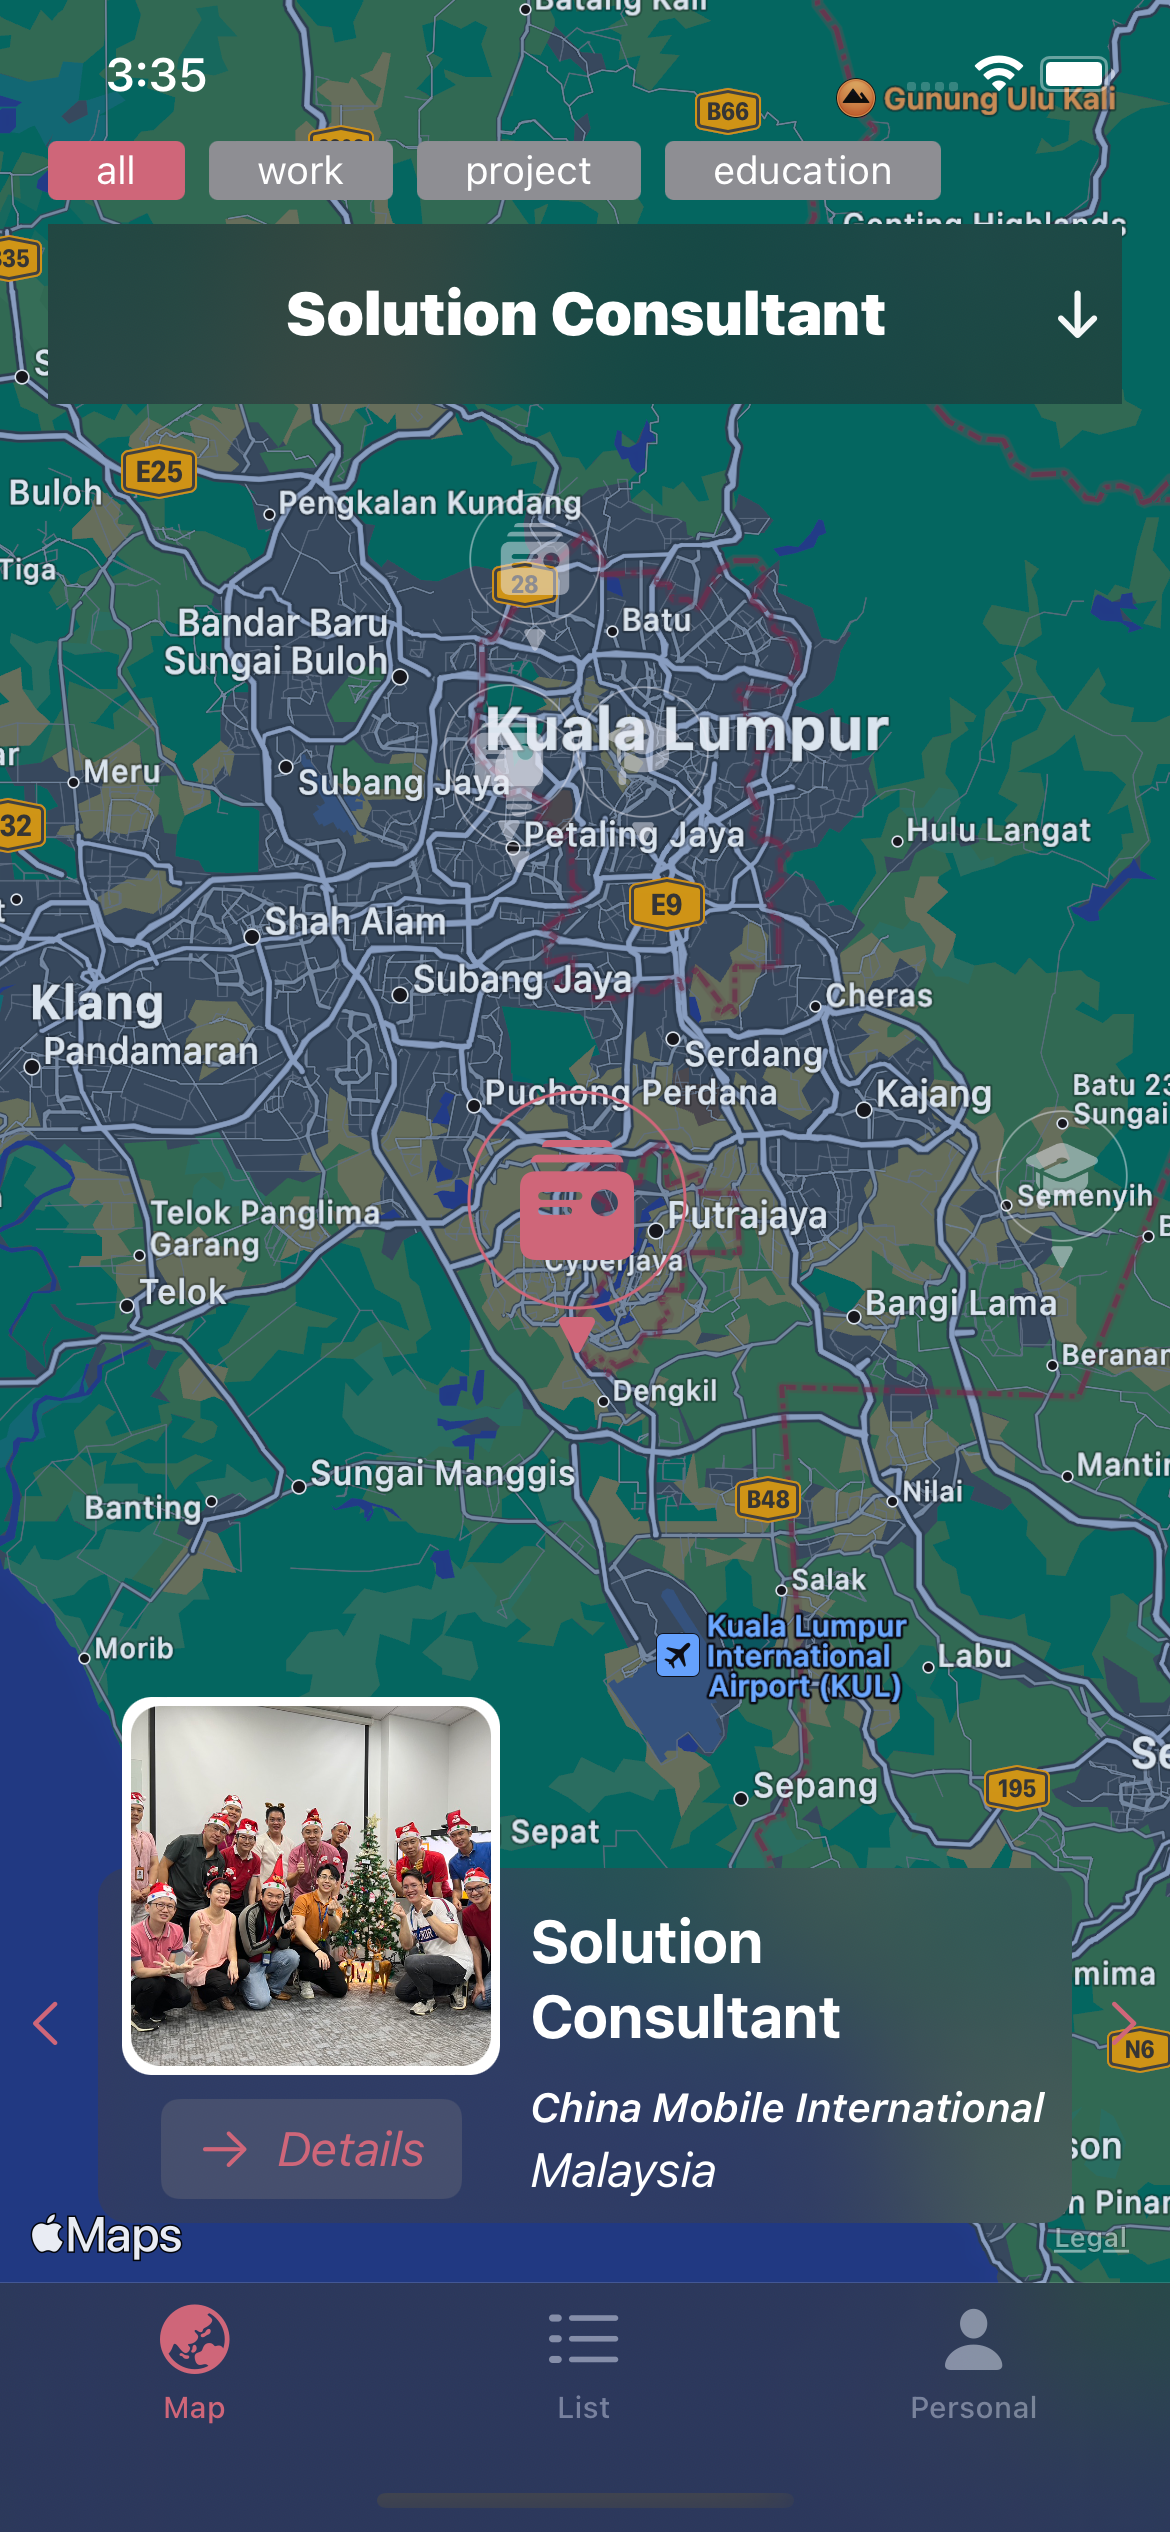 Batang Kali
3:35
B66
Gunung Ulu Kali
all
work
project
education
Genting Highlands
Solution Consultant
E25
Buloh
Pengkalan Kundang
Tiga
28
Batu
Bandar Baru
Sungai Buloh
Kuala Lumpur
Meru
Subang Jaya
32
Petaling Jaya
Hulu Langat
E9
Shah Alam
Subang Jaya
Klang
Cheras
Pandamaran
Serdang
Puchong Perdana
Kajang
Batu 23
Sungai
Semenyih
Telok Panglima
Garang
Putrajaya
Cyberjaya
Telok
Bangi Lama
Beranan
Dengkil
Sungai Manggis
Mantin
Banting
B48
Nilai
Salak
Kuala Lumpur
International
Airport (KUL)
Morib
Labu
Se
Sepang
195
Sepat
Solution
Consultant
mima
N6
China Mobile International
Malaysia
Details
son
n Pinan
Maps
Legal
Map
List
Personal